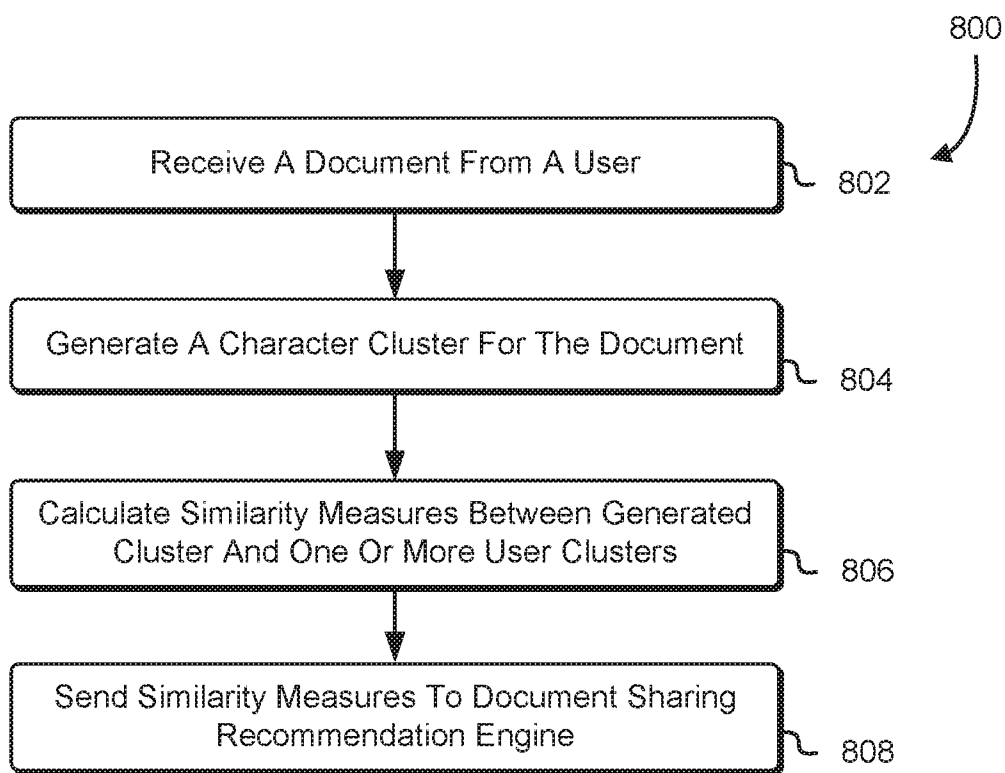 800
Receive A Document From A User
802
Generate A Character Cluster For The Document
804
Calculate Similarity Measures Between Generated
Cluster And One Or More User Clusters
806
Send Similarity Measures To Document Sharing
Recommendation Engine
808